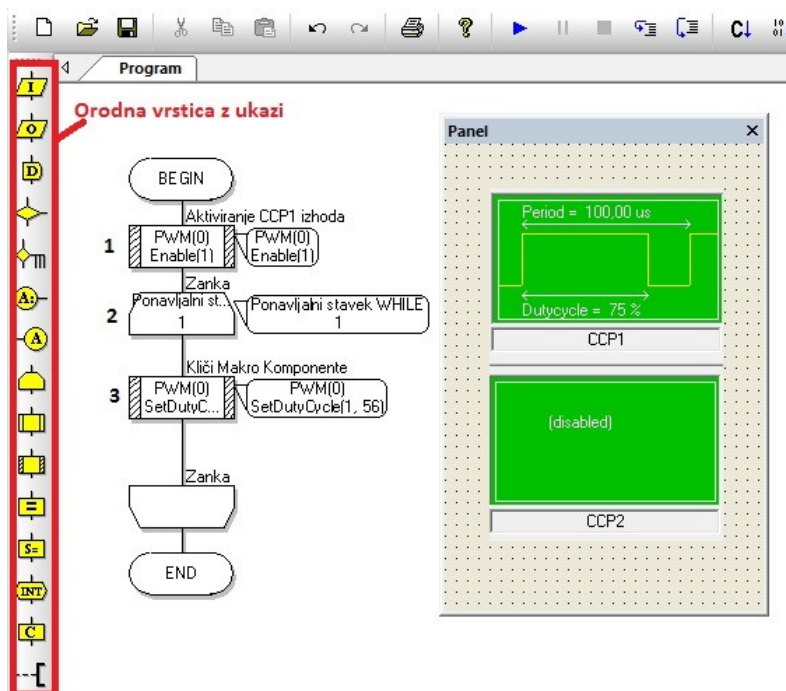 C↓
Program
Orodna vrstica z ukazi
I
O
D
A:
A
=
S=
INT
C
BEGIN
Aktiviranje CCP1 izhoda
1
PWM(0)
Enable(1)
PWM(0)
Enable(1)
Zanka
2
Ponavljalni st...
1
Ponavljalni stavek WHILE
1
Kliči Makro Komponente
3
PWM(0)
SetDutyC...
PWM(0)
SetDutyCycle(1, 56)
Zanka
END
Panel
Period = 100,00 us
Dutycycle = 75 %
CCP1
(disabled)
CCP2